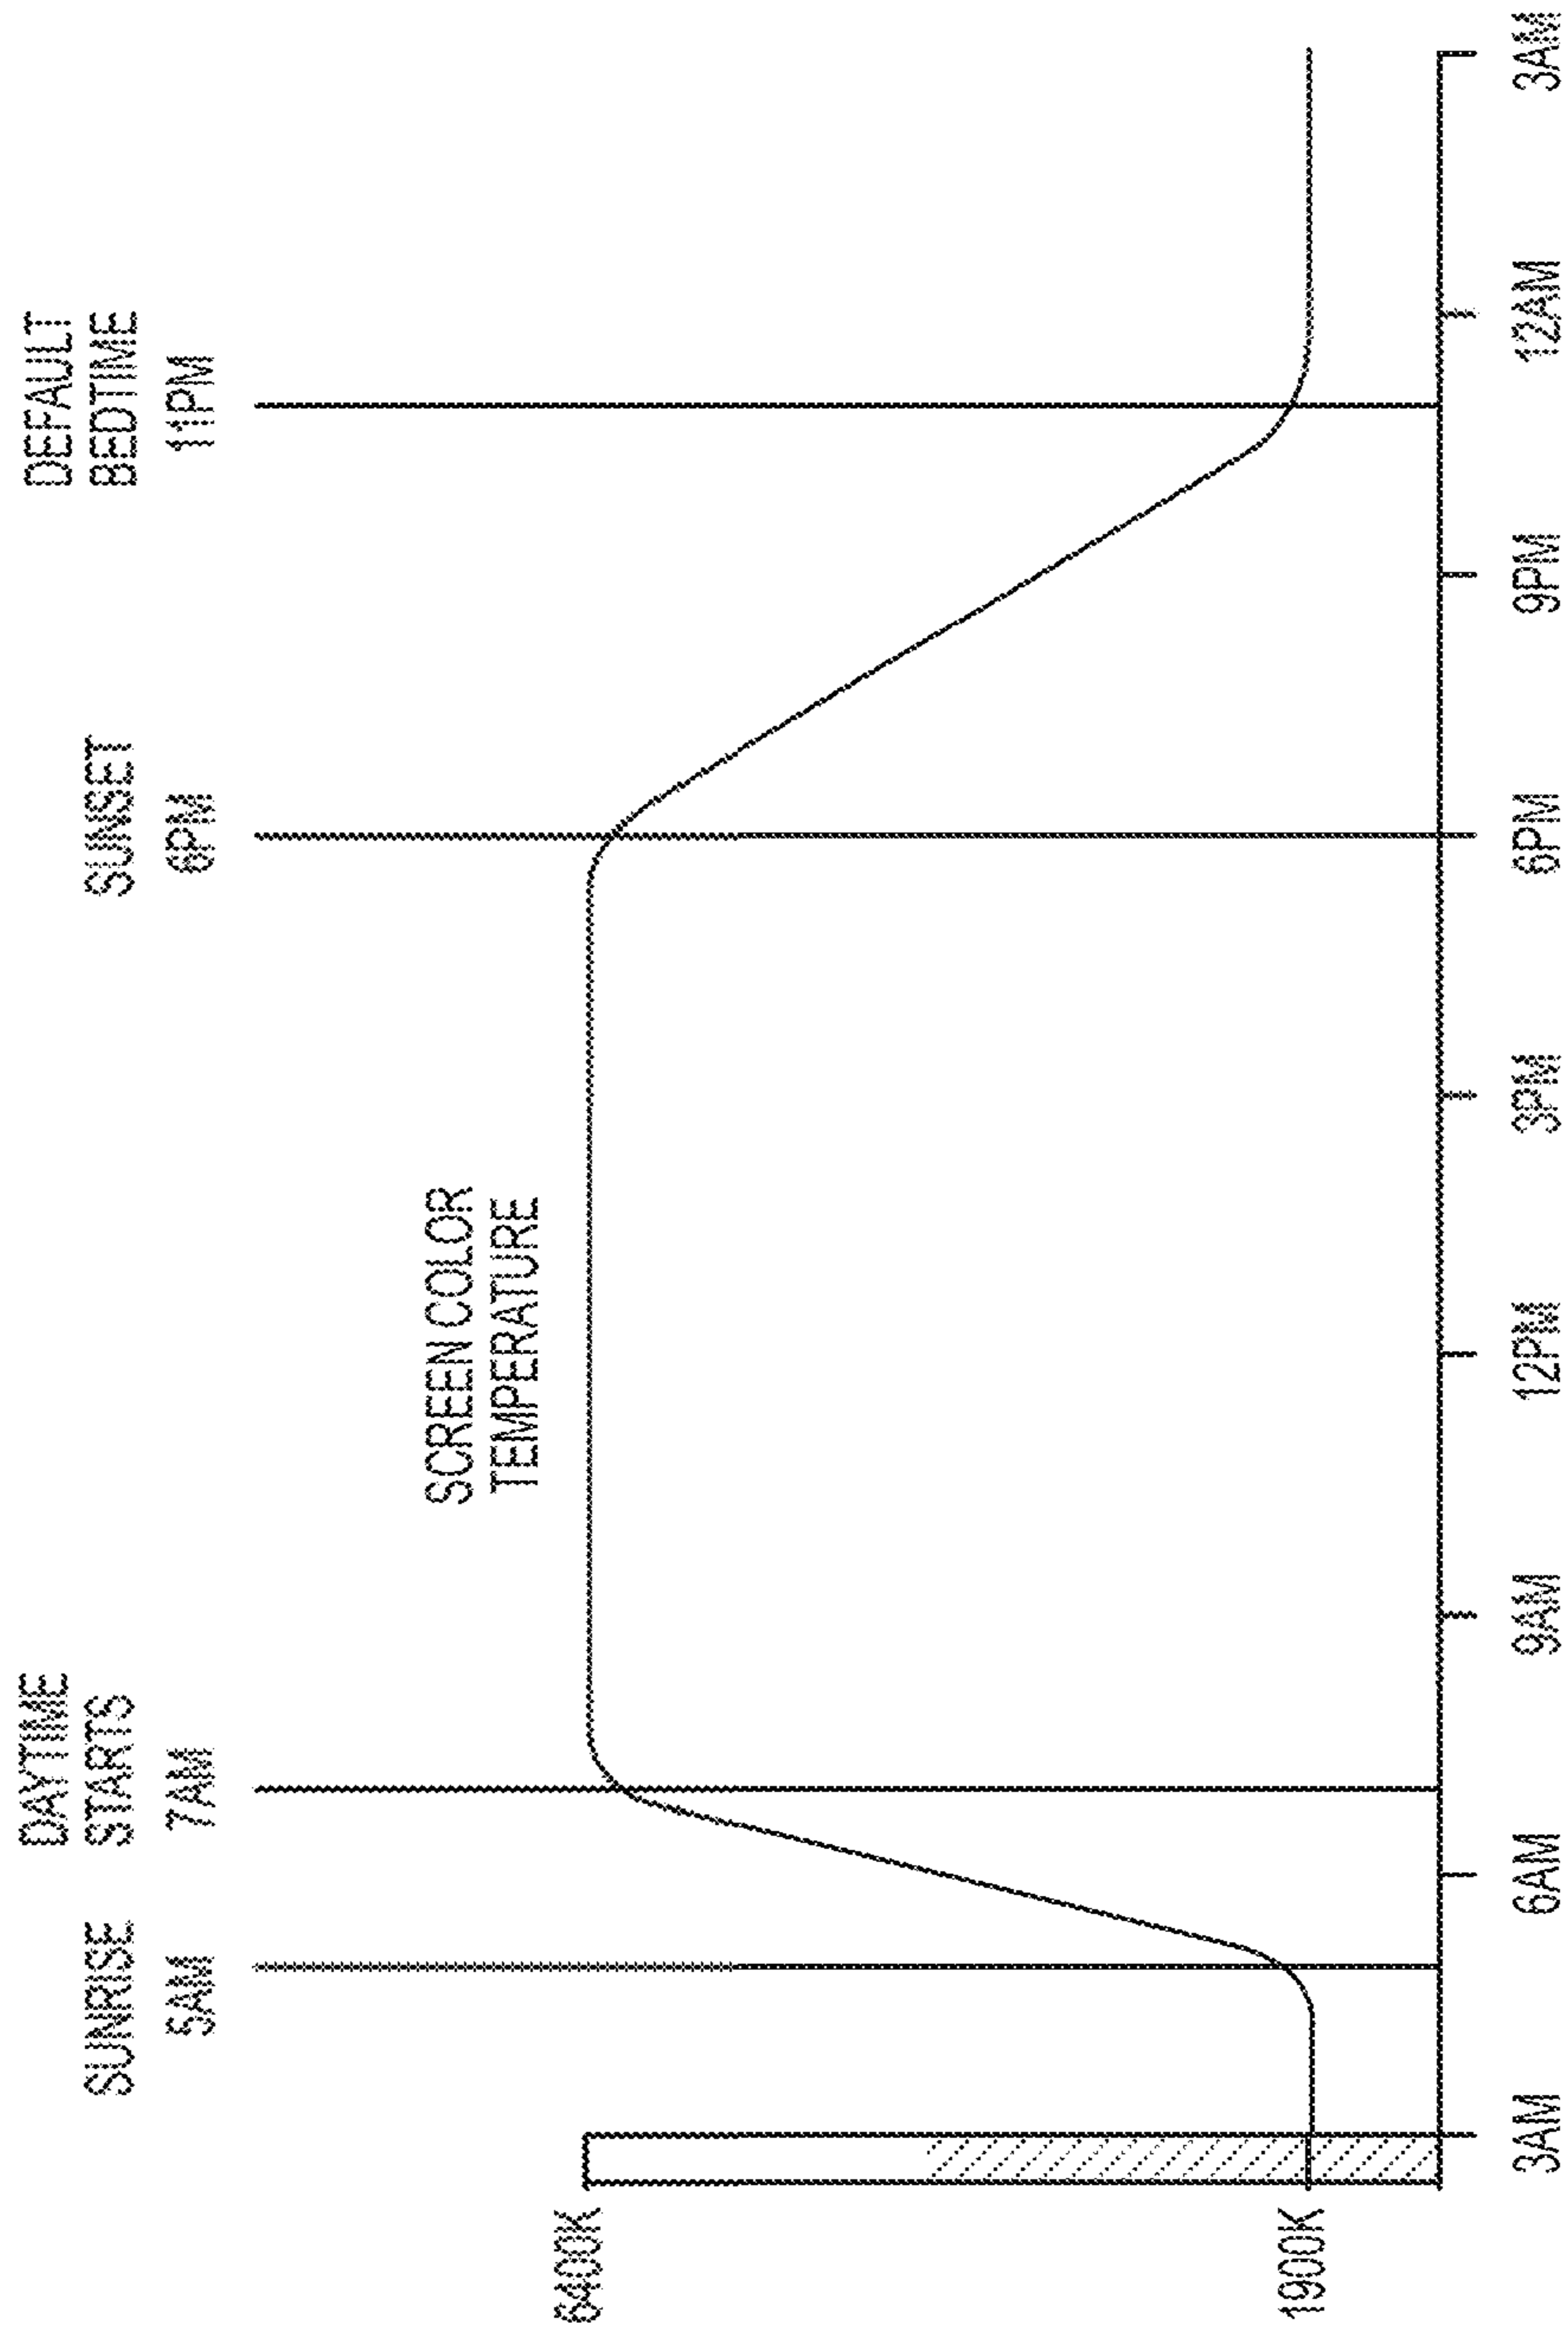 SUNRISE
5AM
DAYTIME
STARTS
7AM
SUNSET
6PM
DEFAULT
BEDTIME
11PM
SCREEN COLOR
TEMPERATURE
6400K
1900K
3AM
6AM
9AM
12PM
3PM
6PM
9PM
12AM
3AM